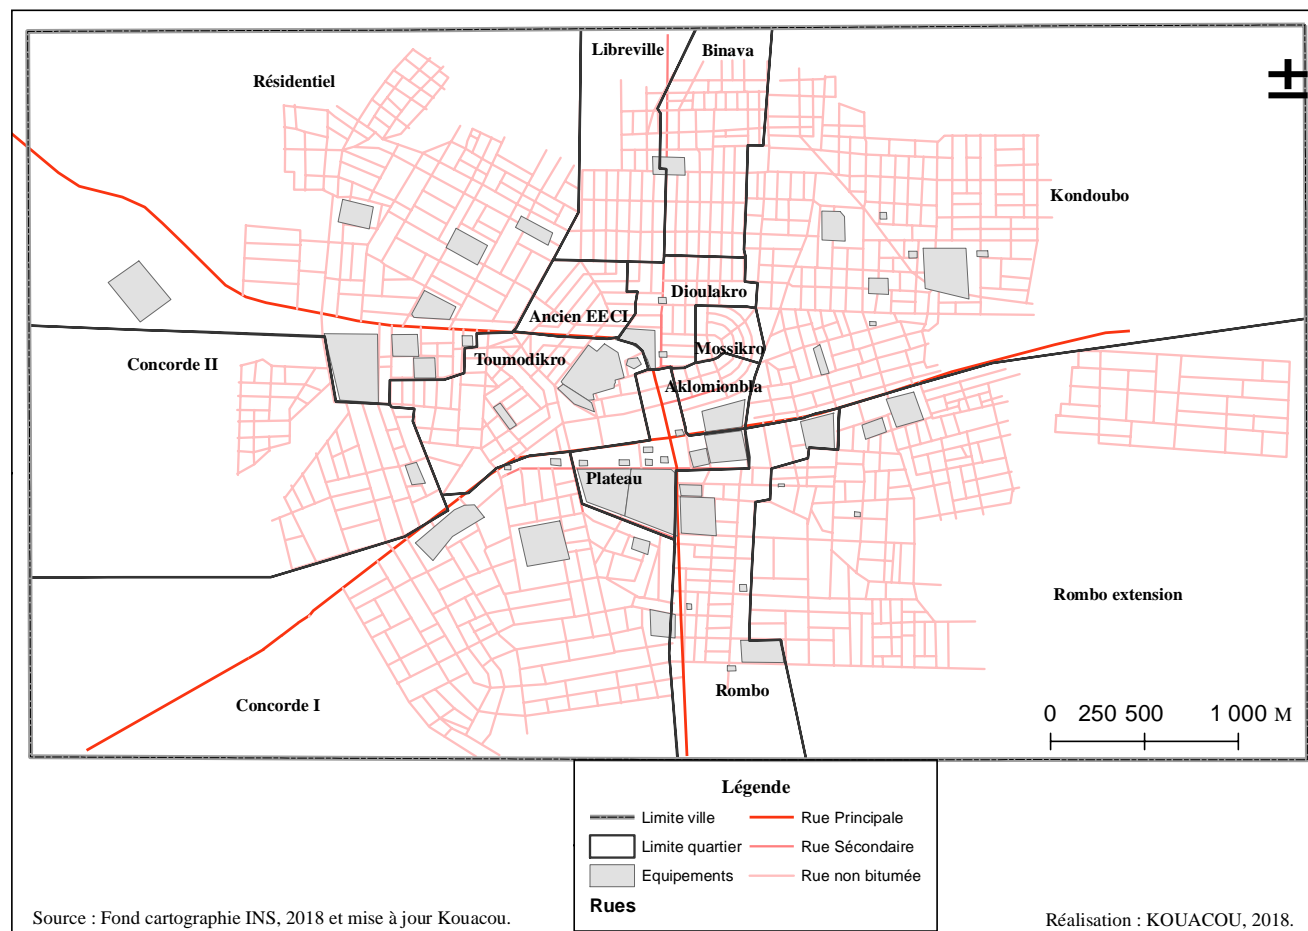 Libreville
Binava
Résidentiel
Kondoubo
Dioulakro
Ancien EECI
Mossikro
Toumodikro
Concorde II
Aklomionbla
Plateau
Rombo extension
Rombo
Concorde I
0 250 500 1 000 M
Légende
Limite ville
Rue Principale
Limite quartier
Rue Sécondaire
Equipements
Rue non bitumée
Rues
Source : Fond cartographie INS, 2018 et mise à jour Kouacou.
Réalisation : KOUACOU, 2018.